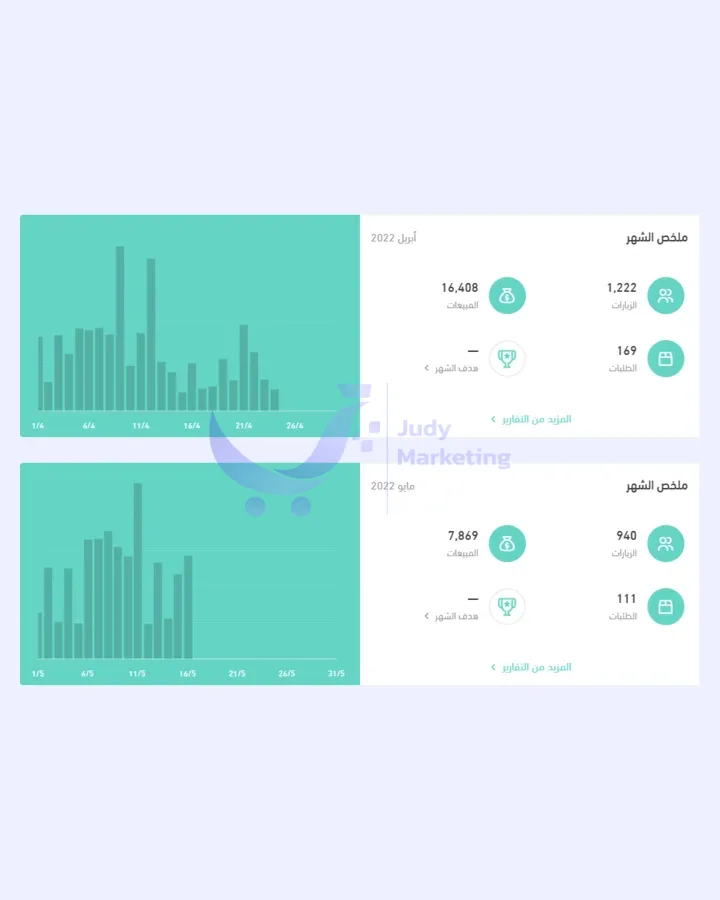 ملخص الشهر
أبريل 2022
1,222
الزيارات
16,408
المبيعات
169
الطلبات
—
هدف الشهر
المزيد من التقارير
1/4 6/4 11/4 16/4 21/4 26/4
Judy
Marketing
ملخص الشهر
مايو 2022
940
الزيارات
7,869
المبيعات
111
الطلبات
—
هدف الشهر
المزيد من التقارير
1/5 6/5 11/5 16/5 21/5 26/5 31/5